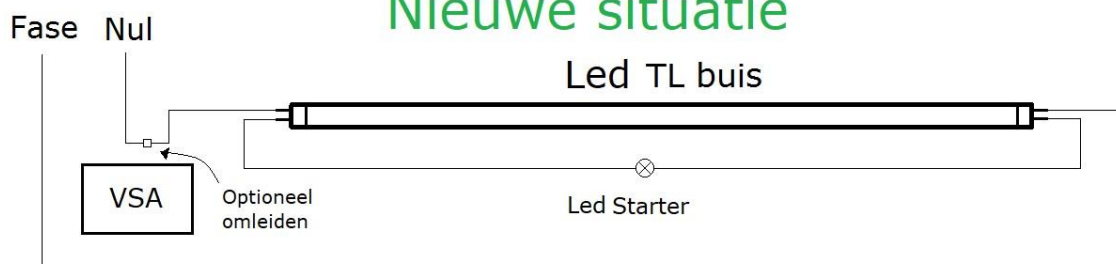 Nieuwe situatie
Fase Nul
Led TL buis
VSA
Optioneel
omleiden
Led Starter